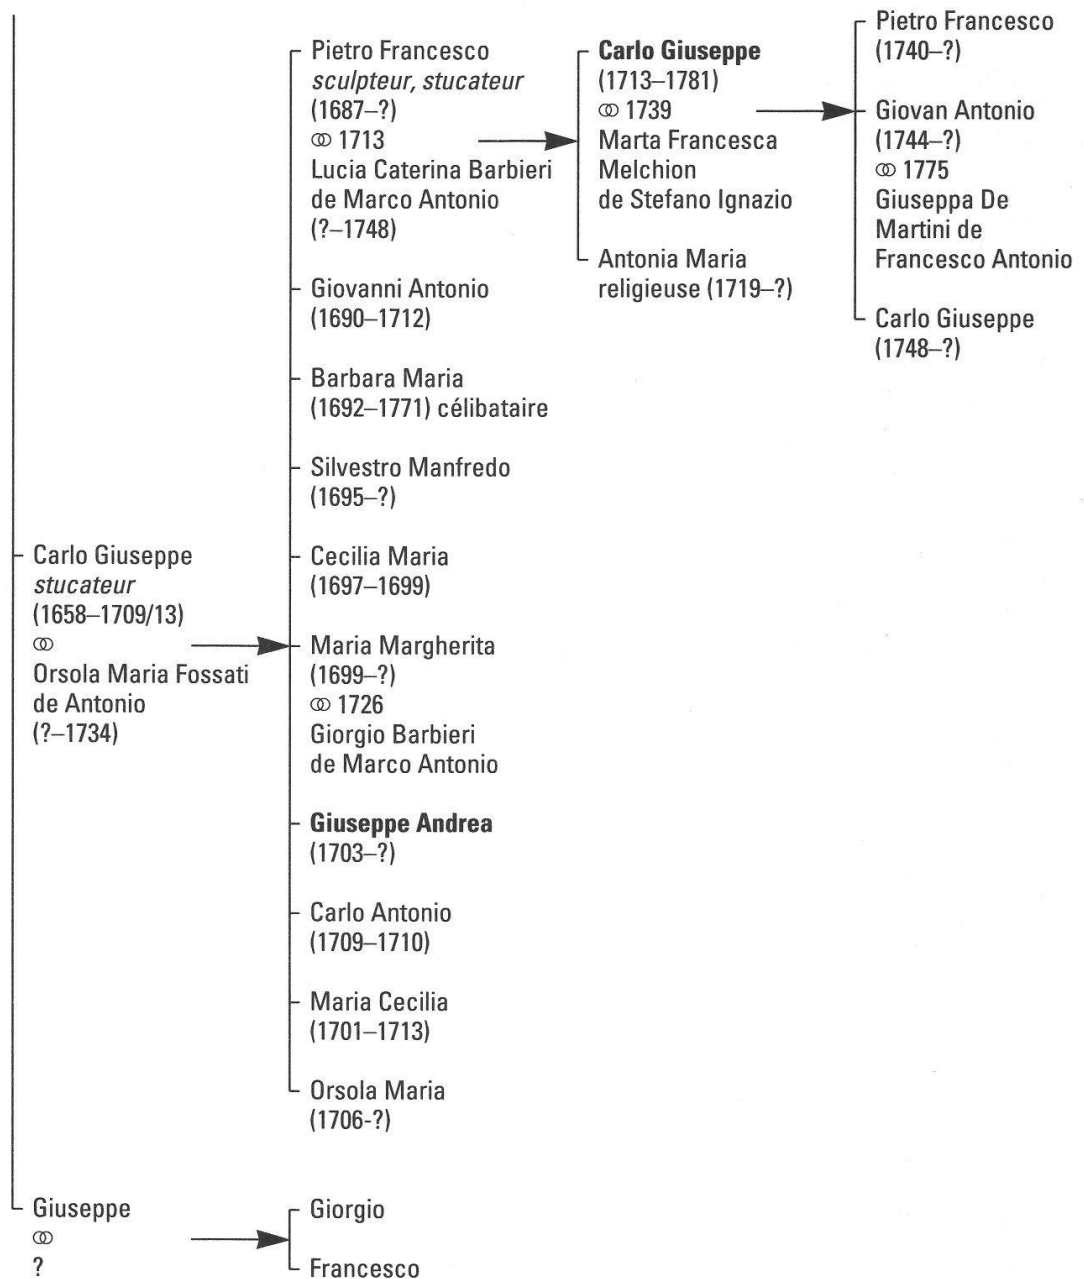 Carlo Giuseppe
stucateur
(1658–1709/13)
⚭
Orsola Maria Fossati
de Antonio
(?–1734)
Giuseppe
⚭
?
Pietro Francesco
sculpteur, stucateur
(1687–?)
⚭ 1713
Lucia Caterina Barbieri
de Marco Antonio
(?–1748)
Giovanni Antonio
(1690–1712)
Barbara Maria
(1692–1771) célibataire
Silvestro Manfredo
(1695–?)
Cecilia Maria
(1697–1699)
Maria Margherita
(1699–?)
⚭ 1726
Giorgio Barbieri
de Marco Antonio
Giuseppe Andrea
(1703–?)
Carlo Antonio
(1709–1710)
Maria Cecilia
(1701–1713)
Orsola Maria
(1706-?)
Giorgio
Francesco
Carlo Giuseppe
(1713–1781)
⚭ 1739
Marta Francesca
Melchion
de Stefano Ignazio
Antonia Maria
religieuse (1719–?)
Pietro Francesco
(1740–?)
Giovan Antonio
(1744–?)
⚭ 1775
Giuseppa De
Martini de
Francesco Antonio
Carlo Giuseppe
(1748–?)